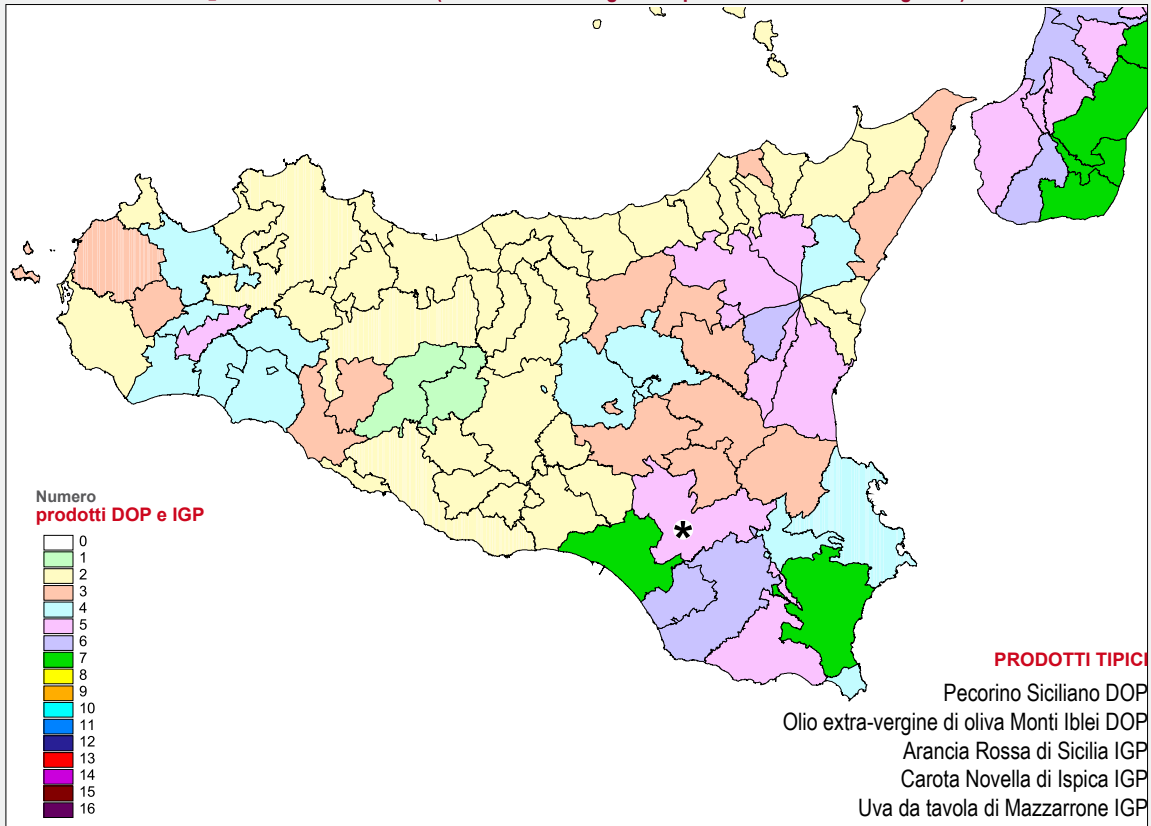 Numero
prodotti DOP e IGP
0
1
2
3
4
5
6
7
8
9
10
11
12
13
14
15
16
*
PRODOTTI TIPICI
Pecorino Siciliano DOP
Olio extra-vergine di oliva Monti Iblei DOP
Arancia Rossa di Sicilia IGP
Carota Novella di Ispica IGP
Uva da tavola di Mazzarrone IGP